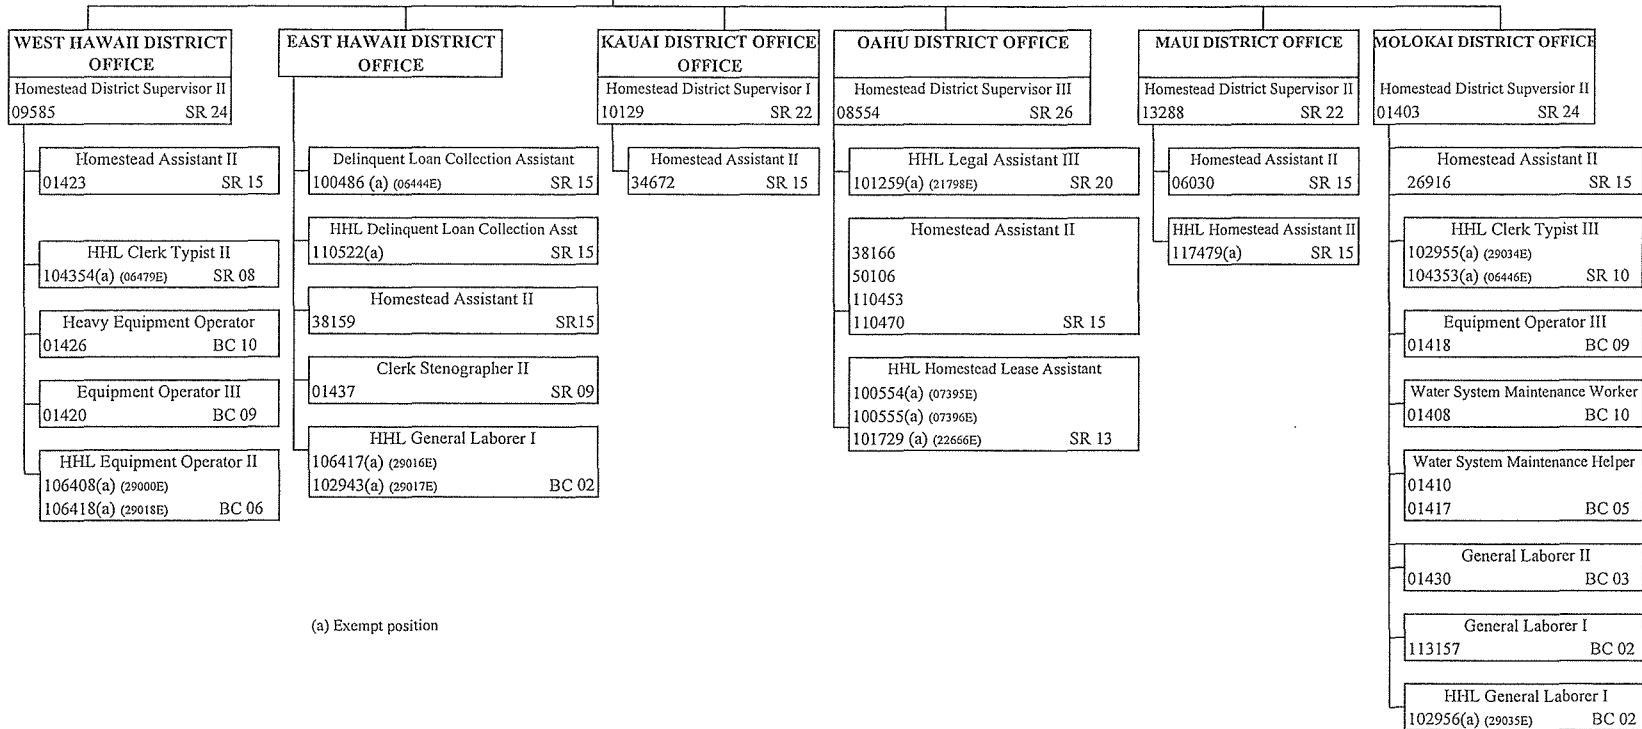 WEST HAWAII DISTRICT
OFFICE
Homestead District Supervisor II
09585 SR 24
Homestead Assistant II
01423 SR 15
HHL Clerk Typist II
104354(a) (06479E) SR 08
Heavy Equipment Operator
01426 BC 10
Equipment Operator III
01420 BC 09
HHL Equipment Operator II
106408(a) (29000E)
106418(a) (29018E) BC 06
EAST HAWAII DISTRICT
OFFICE
Delinquent Loan Collection Assistant
100486 (a) (06444E) SR 15
HHL Delinquent Loan Collection Asst
110522(a) SR 15
Homestead Assistant II
38159 SR15
Clerk Stenographer II
01437 SR 09
HHL General Laborer I
106417(a) (29016E)
102943(a) (29017E) BC 02
(a) Exempt position
KAUAI DISTRICT OFFICE
OFFICE
Homestead District Supervisor I
10129 SR 22
Homestead Assistant II
34672 SR 15
OAHU DISTRICT OFFICE
Homestead District Supervisor III
08554 SR 26
HHL Legal Assistant III
101259(a) (21798E) SR 20
Homestead Assistant II
38166
50106
110453
110470 SR 15
HHL Homestead Lease Assistant
100554(a) (07395E)
100555(a) (07396E)
101729 (a) (22666E) SR 13
MAUI DISTRICT OFFICE
Homestead District Supervisor II
13288 SR 22
Homestead Assistant II
06030 SR 15
HHL Homestead Assistant II
117479(a) SR 15
MOLOKAI DISTRICT OFFICE
Homestead District Supversior II
01403 SR 24
Homestead Assistant II
26916 SR 15
HHL Clerk Typist III
102955(a) (29034E)
104353(a) (06446E) SR 10
Equipment Operator III
01418 BC 09
Water System Maintenance Worker
01408 BC 10
Water System Maintenance Helper
01410
01417 BC 05
General Laborer II
01430 BC 03
General Laborer I
113157 BC 02
HHL General Laborer I
102956(a) (29035E) BC 02